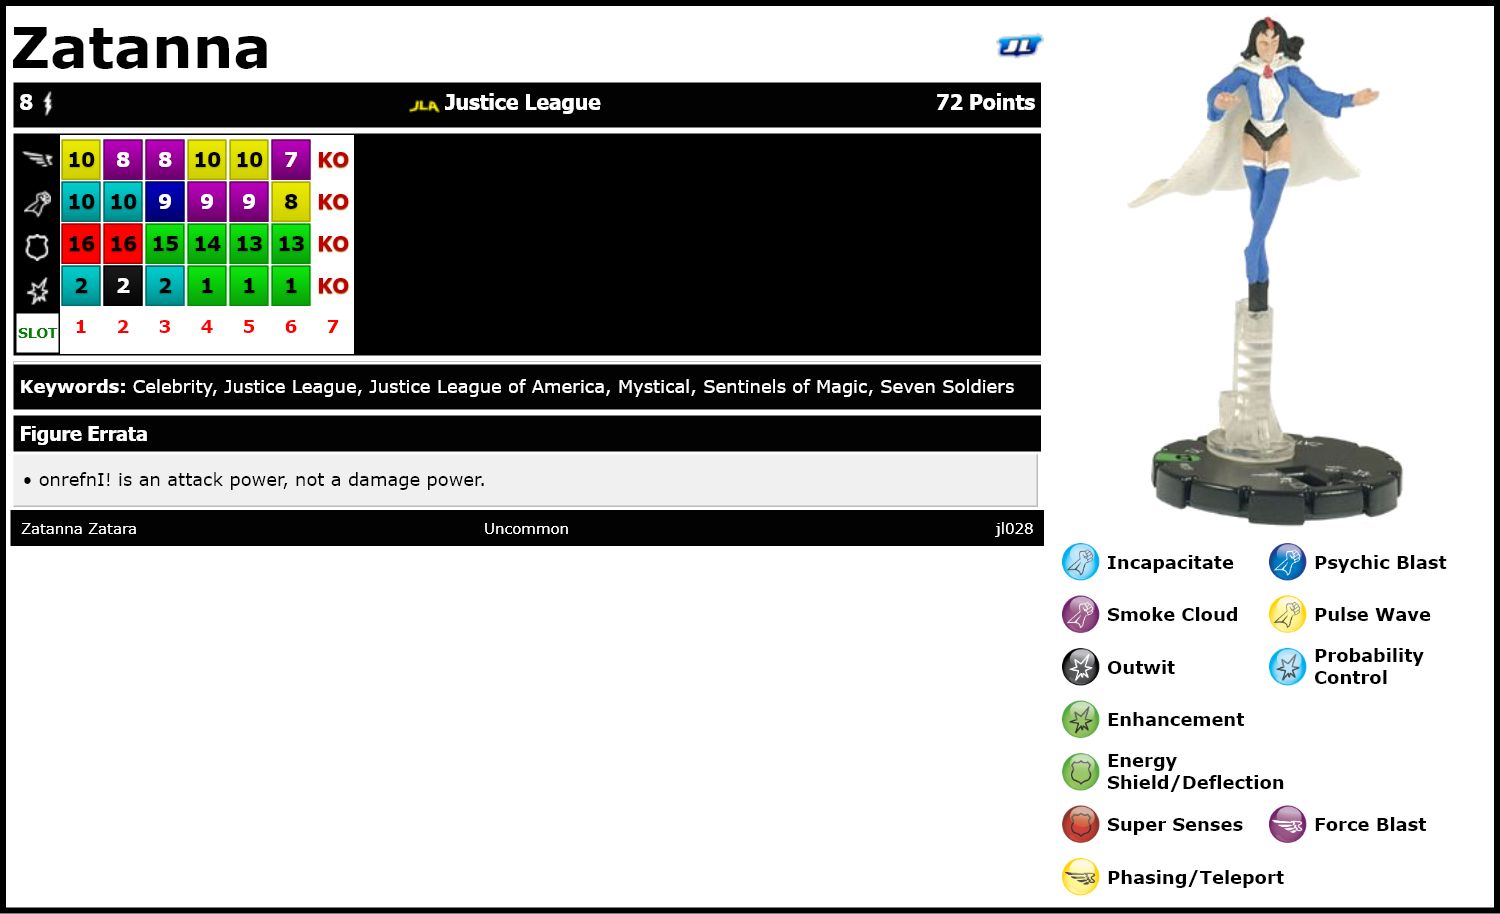 Zatanna
JL
8 JLA Justice League 72 Points
10 8 8 10 10 7 KO
10 10 9 9 9 8 KO
16 16 15 14 13 13 KO
2 2 2 1 1 1 KO
SLOT 1 2 3 4 5 6 7
Keywords: Celebrity, Justice League, Justice League of America, Mystical, Sentinels of Magic, Seven Soldiers
Figure Errata
• onrefnI! is an attack power, not a damage power.
Zatanna Zatara Uncommon jl028
Incapacitate Psychic Blast
Smoke Cloud Pulse Wave
Outwit Probability
Control
Enhancement
Energy
Shield/Deflection
Super Senses Force Blast
Phasing/Teleport